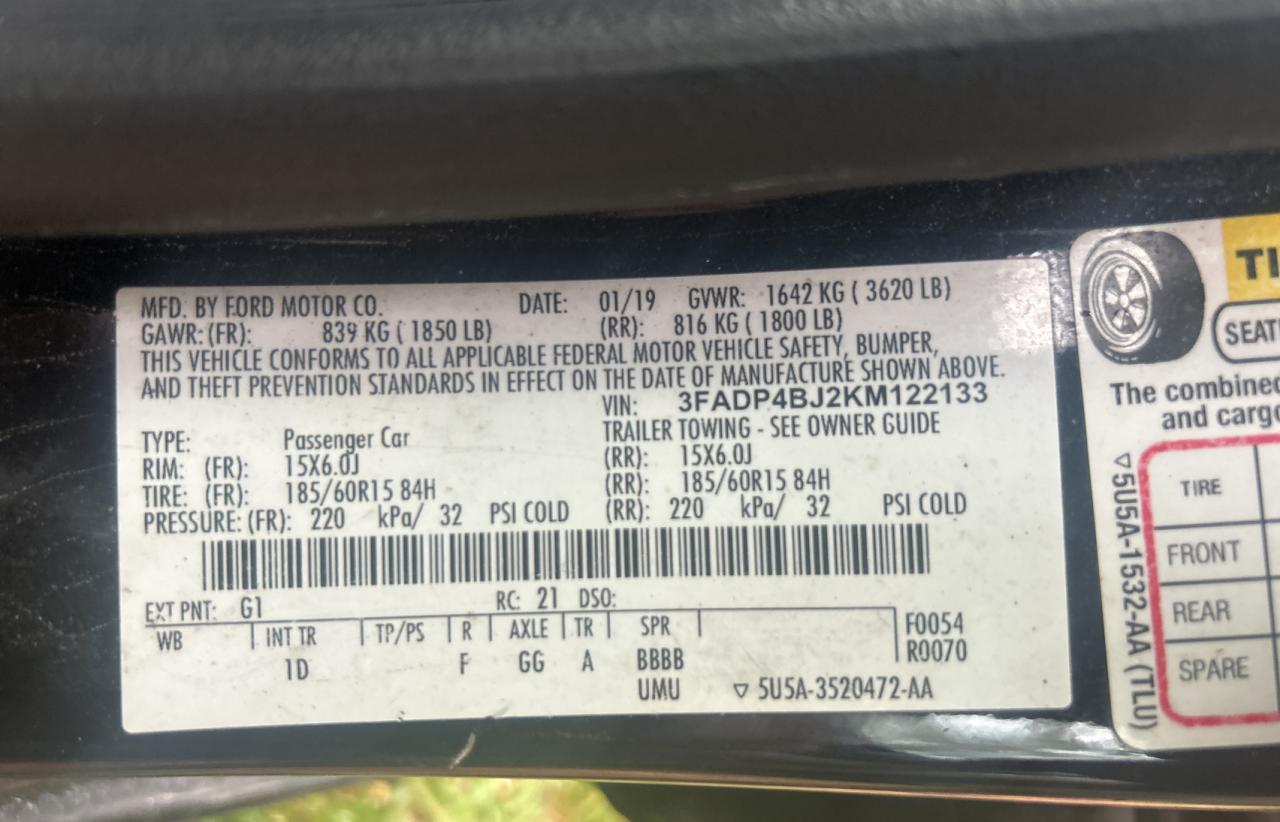 MFD. BY FORD MOTOR CO. DATE: 01/19 GVWR: 1642 KG ( 3620 LB)
GAWR: (FR): 839 KG ( 1850 LB) (RR): 816 KG ( 1800 LB)
THIS VEHICLE CONFORMS TO ALL APPLICABLE FEDERAL MOTOR VEHICLE SAFETY, BUMPER,
AND THEFT PREVENTION STANDARDS IN EFFECT ON THE DATE OF MANUFACTURE SHOWN ABOVE.
VIN: 3FADP4BJ2KM122133
TYPE: Passenger Car TRAILER TOWING - SEE OWNER GUIDE
RIM: (FR): 15X6.0J (RR): 15X6.0J
TIRE: (FR): 185/60R15 84H (RR): 185/60R15 84H
PRESSURE: (FR): 220 kPa/ 32 PSI COLD (RR): 220 kPa/ 32 PSI COLD
EXT PNT: G1 RC: 21 DSO:
WB INT TR TP/PS R AXLE TR SPR F0054
1D F GG A BBBB R0070
UMU ▽ 5U5A-3520472-AA
TI
SEAT
The combined
and cargo
TIRE
FRONT
REAR
SPARE
▽5U5A-1532-AA (TLU)